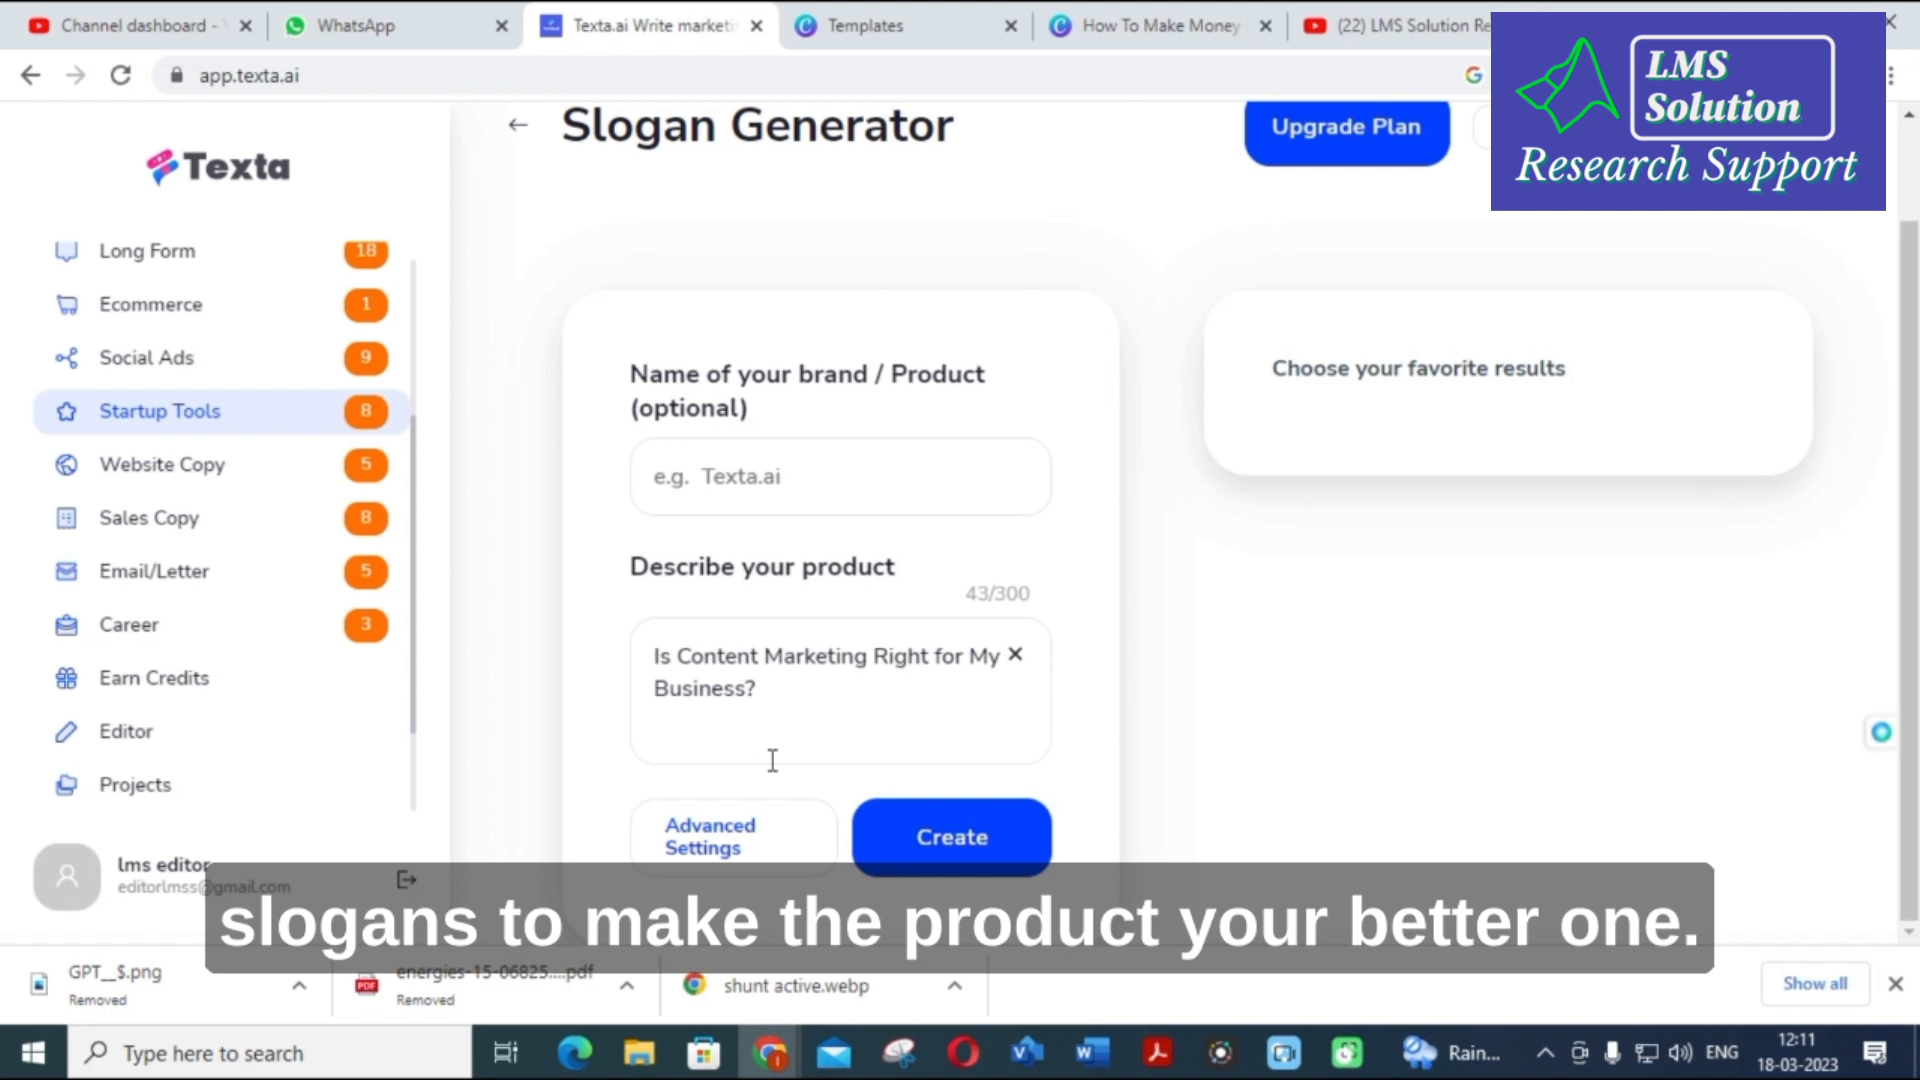 Channel dashboard -
WhatsApp
Texta.ai Write marketi
Templates
How To Make Money
(22) LMS Solution Re
app.texta.ai
LMS
Solution
Research Support
Texta
Slogan Generator
Upgrade Plan
Long Form 18
Ecommerce 1
Social Ads 9
Startup Tools 8
Website Copy 5
Sales Copy 8
Email/Letter 5
Career 3
Earn Credits
Editor
Projects
lms editor
editorlmss@gmail.com
Name of your brand / Product
(optional)
e.g. Texta.ai
Describe your product
43/300
Is Content Marketing Right for My
Business?
Advanced
Settings
Create
Choose your favorite results
slogans to make the product your better one.
GPT__$.png
Removed
energies-15-06825....pdf
Removed
shunt active.webp
Show all
Type here to search
Rain...
ENG
12:11
18-03-2023